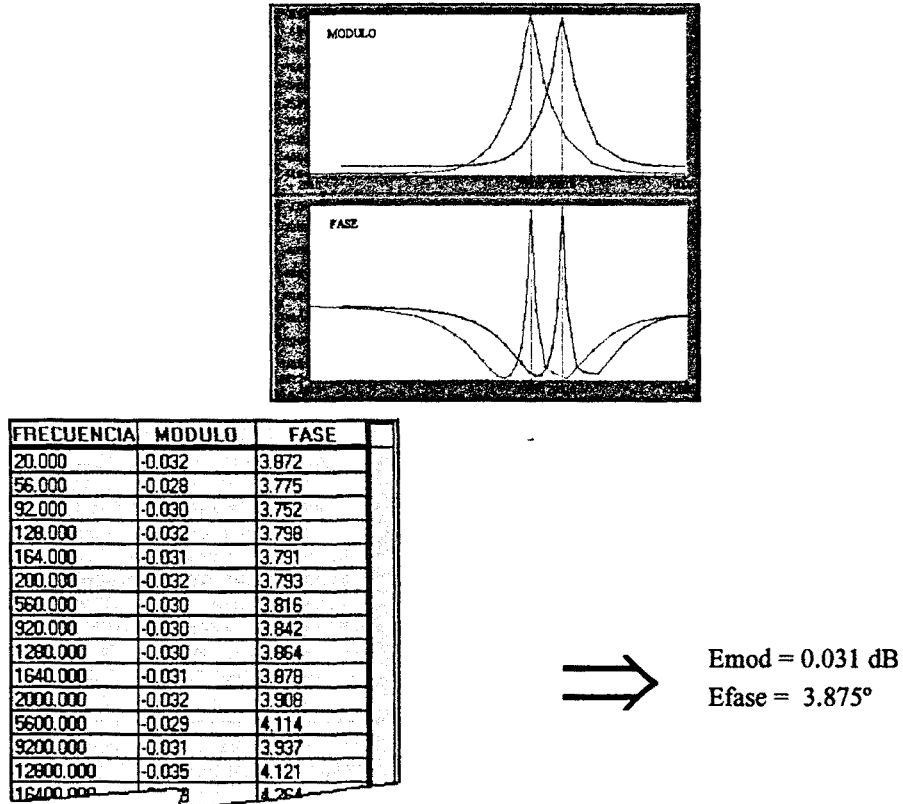 MODULO
FASE
FRECUENCIA MODULO FASE
20.000 -0.032 3.872
56.000 -0.028 3.775
92.000 -0.030 3.752
128.000 -0.032 3.798
164.000 -0.031 3.791
200.000 -0.032 3.793
560.000 -0.030 3.816
920.000 -0.030 3.842
1280.000 -0.030 3.864
1640.000 -0.031 3.878
2000.000 -0.032 3.908
5600.000 -0.029 4.114
9200.000 -0.031 3.937
12800.000 -0.035 4.121
16400.000 4.264
Emod = 0.031 dB
Efase = 3.875º